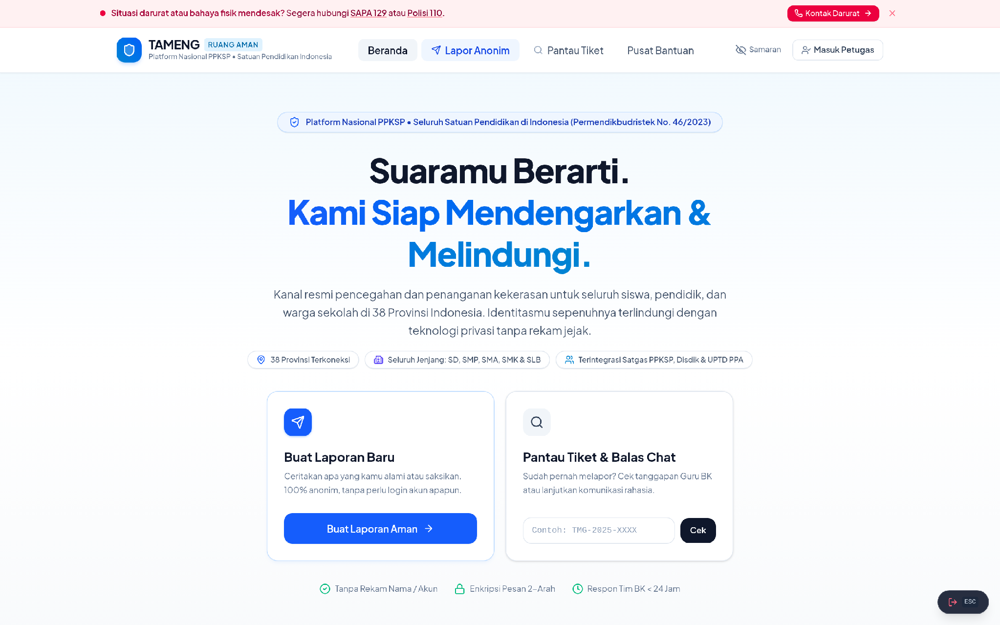 Situasi darurat atau bahaya fisik mendesak? Segera hubungi SAPA 129 atau Polisi 110.
Kontak Darurat
TAMENG
RUANG AMAN
Platform Nasional PPKSP • Satuan Pendidikan Indonesia
Beranda
Lapor Anonim
Pantau Tiket
Pusat Bantuan
Samaran
Masuk Petugas
Platform Nasional PPKSP • Seluruh Satuan Pendidikan di Indonesia (Permendikbudristek No. 46/2023)
Suaramu Berarti.
Kami Siap Mendengarkan &
Melindungi.
Kanal resmi pencegahan dan penanganan kekerasan untuk seluruh siswa, pendidik, dan
warga sekolah di 38 Provinsi Indonesia. Identitasmu sepenuhnya terlindungi dengan
teknologi privasi tanpa rekam jejak.
38 Provinsi Terkoneksi
Seluruh Jenjang: SD, SMP, SMA, SMK & SLB
Terintegrasi Satgas PPKSP, Disdik & UPTD PPA
Buat Laporan Baru
Ceritakan apa yang kamu alami atau saksikan.
100% anonim, tanpa perlu login akun apapun.
Buat Laporan Aman
Pantau Tiket & Balas Chat
Sudah pernah melapor? Cek tanggapan Guru BK
atau lanjutkan komunikasi rahasia.
Contoh: TMG-2025-XXXX
Cek
Tanpa Rekam Nama / Akun
Enkripsi Pesan 2-Arah
Respon Tim BK < 24 Jam
ESC